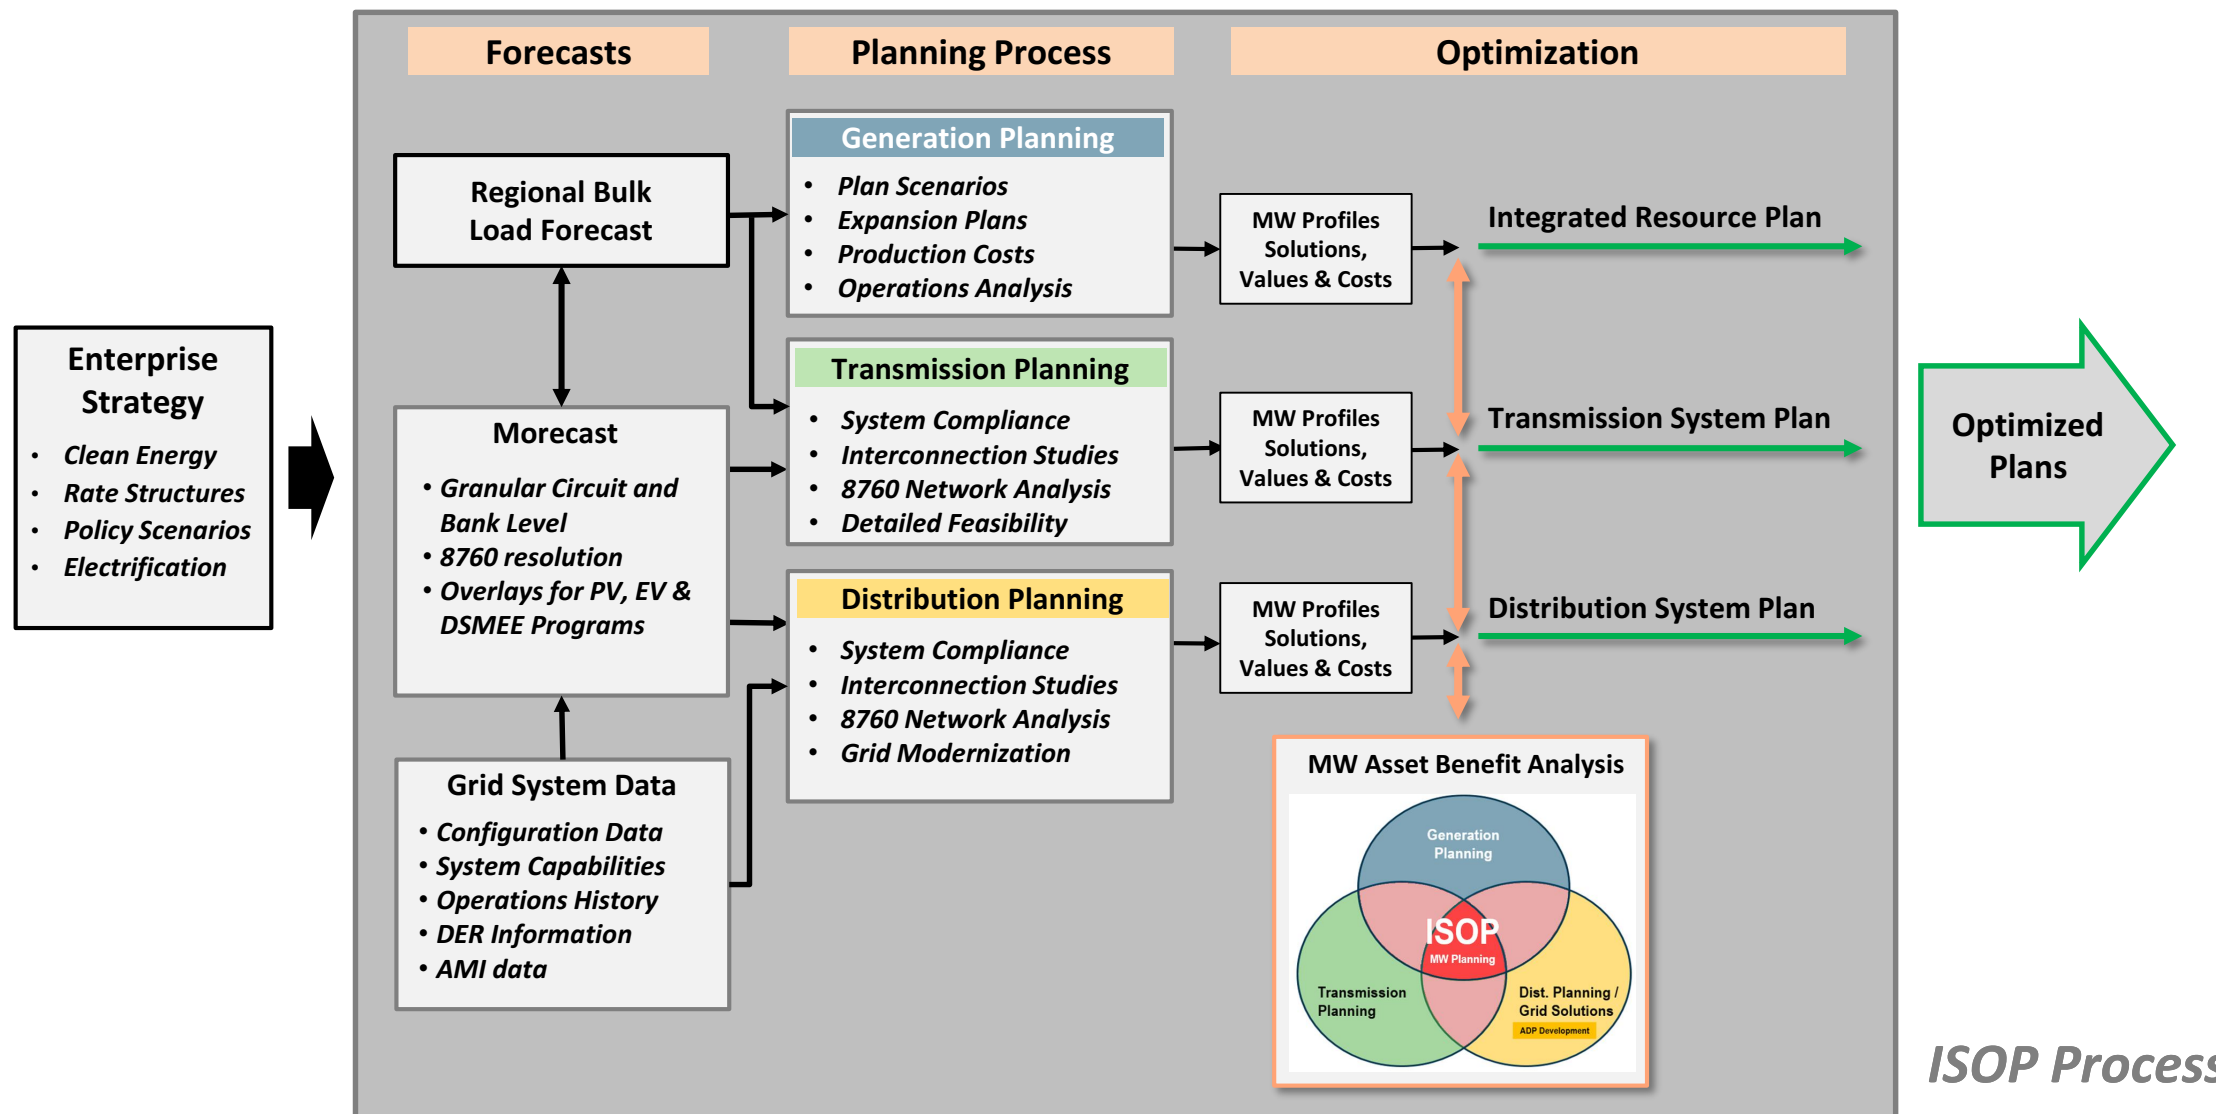 Forecasts
Planning Process
Optimization
Enterprise
Strategy
• Clean Energy
• Rate Structures
• Policy Scenarios
• Electrification
Regional Bulk
Load Forecast
Morecast
• Granular Circuit and
Bank Level
• 8760 resolution
• Overlays for PV, EV &
DSMEE Programs
Grid System Data
• Configuration Data
• System Capabilities
• Operations History
• DER Information
• AMI data
Generation Planning
• Plan Scenarios
• Expansion Plans
• Production Costs
• Operations Analysis
Transmission Planning
• System Compliance
• Interconnection Studies
• 8760 Network Analysis
• Detailed Feasibility
Distribution Planning
• System Compliance
• Interconnection Studies
• 8760 Network Analysis
• Grid Modernization
MW Profiles
Solutions,
Values & Costs
MW Profiles
Solutions,
Values & Costs
MW Profiles
Solutions,
Values & Costs
Integrated Resource Plan
Transmission System Plan
Distribution System Plan
MW Asset Benefit Analysis
Generation
Planning
ISOP
MW Planning
Transmission
Planning
Dist. Planning /
Grid Solutions
ADP Development
Optimized
Plans
ISOP Process